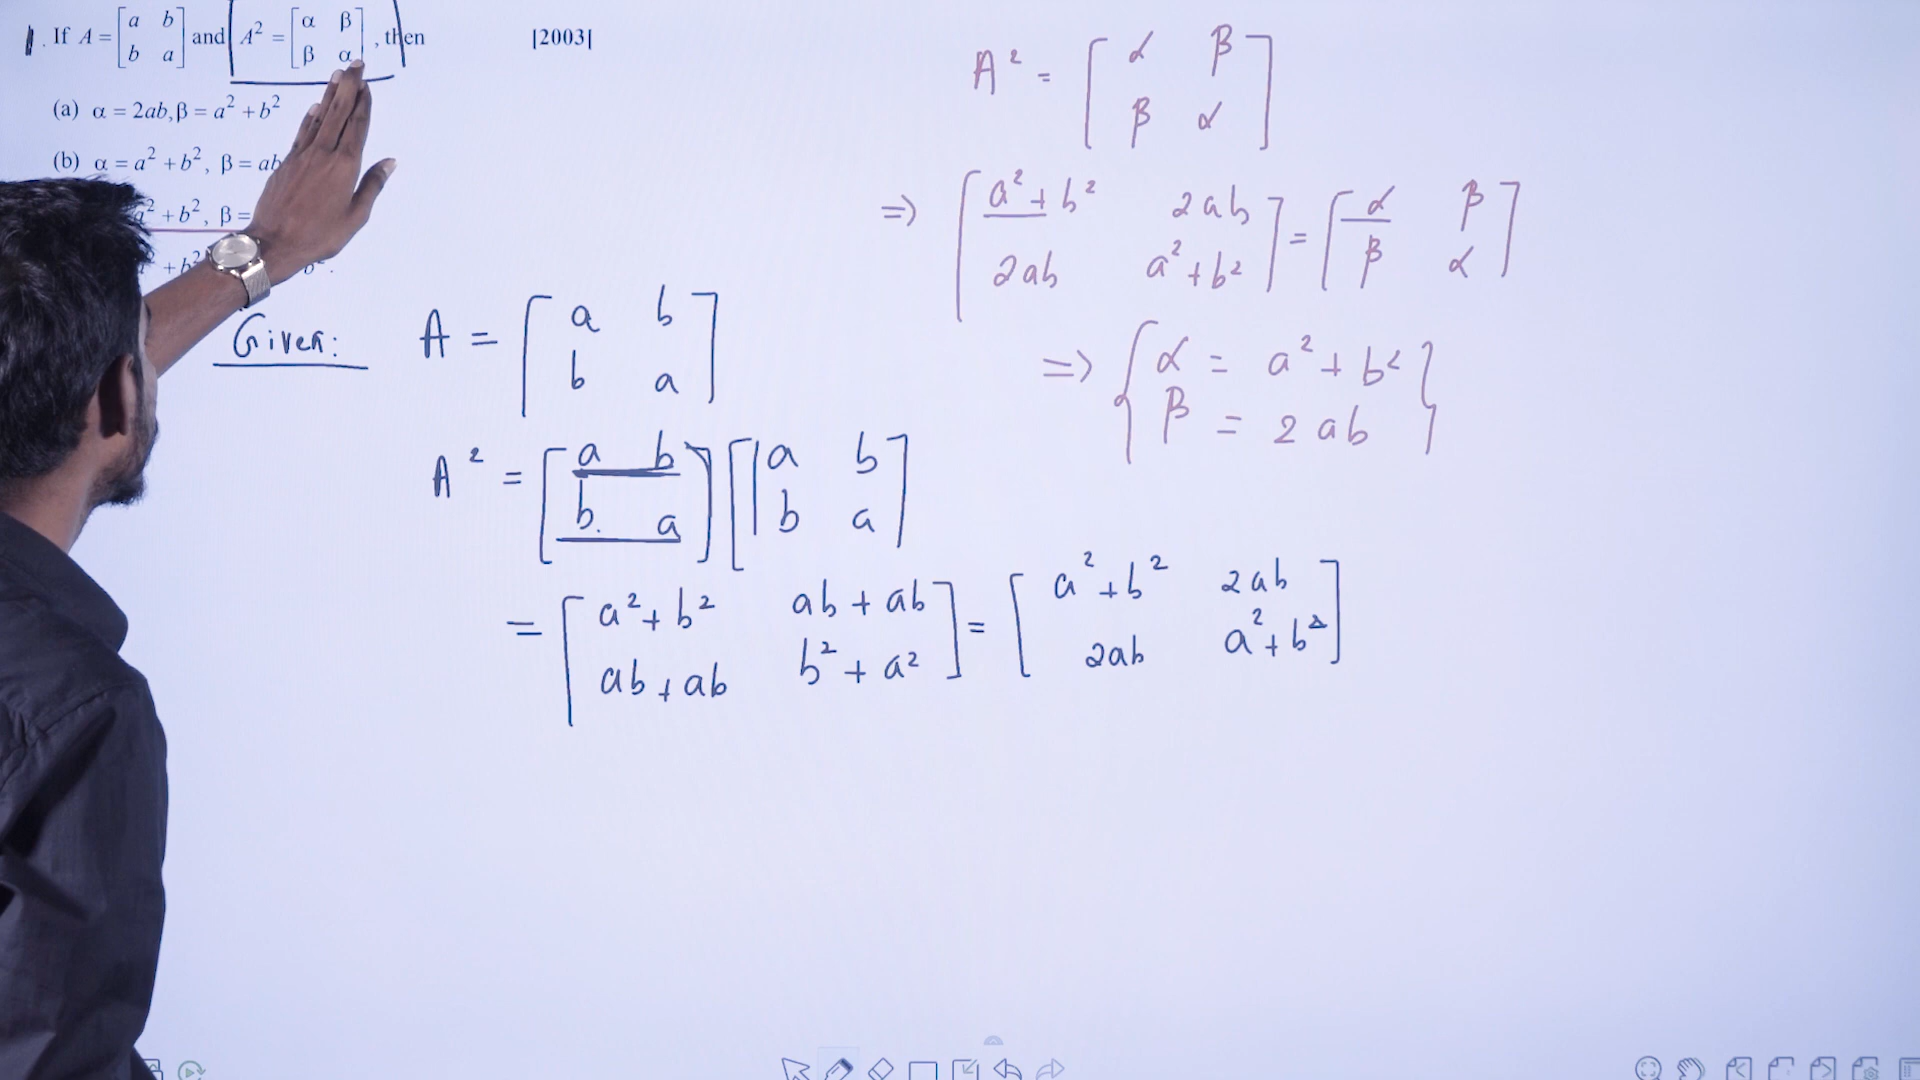 1. If A = [a b b a] and A² = [α β β α], then [2003]
(a) α = 2ab, β = a² + b²
(b) α = a² + b², β = ab
a² + b², β =
+ b²
Given: A = [a b b a]
A² = [a b b a] [a b b a]
= [a² + b² ab + ab ab + ab b² + a²] = [a² + b² 2ab 2ab a² + b²]
A² = [α β β α]
=> [a² + b² 2ab 2ab a² + b²] = [α β β α]
=> {α = a² + b² β = 2ab}